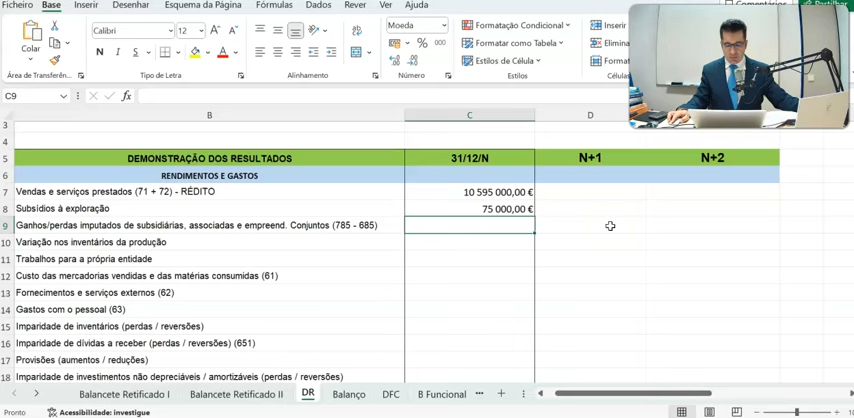 Comentários Partilhar
Ficheiro Base Inserir Desenhar Esquema da Página Fórmulas Dados Rever Ver Ajuda
Colar
Calibri 12
N I S A
Moeda
% 000
Formatação Condicional
Formatar como Tabela
Estilos de Célula
Inserir
Elimina
Format
Área de Transferên... Tipo de Letra Alinhamento Número Estilos Células
C9 fx
B C D
3
4
5 DEMONSTRAÇÃO DOS RESULTADOS 31/12/N N+1 N+2
6 RENDIMENTOS E GASTOS
7 Vendas e serviços prestados (71 + 72) - RÉDITO 10 595 000,00 €
8 Subsídios à exploração 75 000,00 €
9 Ganhos/perdas imputados de subsidiárias, associadas e empreend. Conjuntos (785 - 685)
10 Variação nos inventários da produção
11 Trabalhos para a própria entidade
12 Custo das mercadorias vendidas e das matérias consumidas (61)
13 Fornecimentos e serviços externos (62)
14 Gastos com o pessoal (63)
15 Imparidade de inventários (perdas / reversões)
16 Imparidade de dívidas a receber (perdas / reversões) (651)
17 Provisões (aumentos / reduções)
18 Imparidade de investimentos não depreciáveis / amortizáveis (perdas / reversões)
Balancete Retificado I Balancete Retificado II DR Balanço DFC B Funcional ... +
Pronto Acessibilidade: investigue